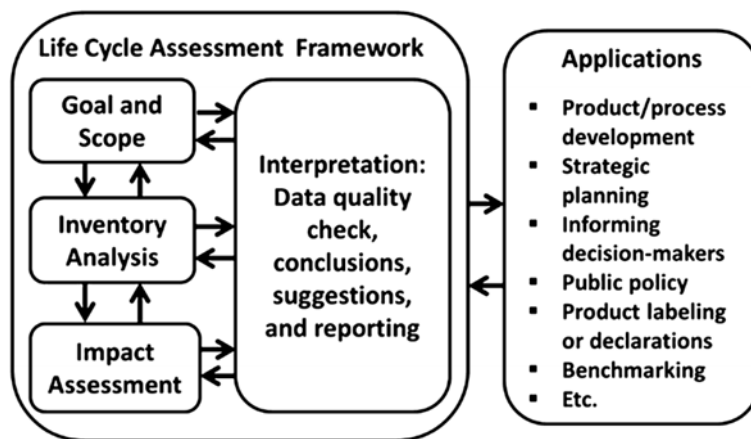 Life Cycle Assessment Framework
Goal and
Scope
Inventory
Analysis
Impact
Assessment
Interpretation:
Data quality
check,
conclusions,
suggestions,
and reporting
Applications
▪ Product/process
development
▪ Strategic
planning
▪ Informing
decision-makers
▪ Public policy
▪ Product labeling
or declarations
▪ Benchmarking
▪ Etc.